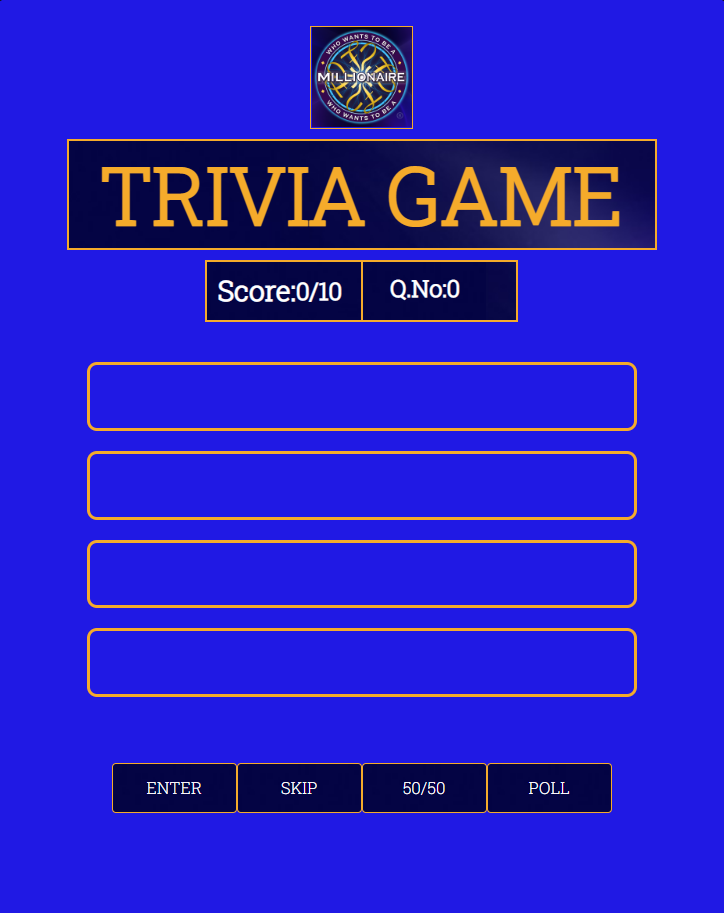 WHO WANTS TO BE A
MILLIONAIRE
WHO WANTS TO BE A
TRIVIA GAME
Score:0/10 Q.No:0
ENTER SKIP 50/50 POLL